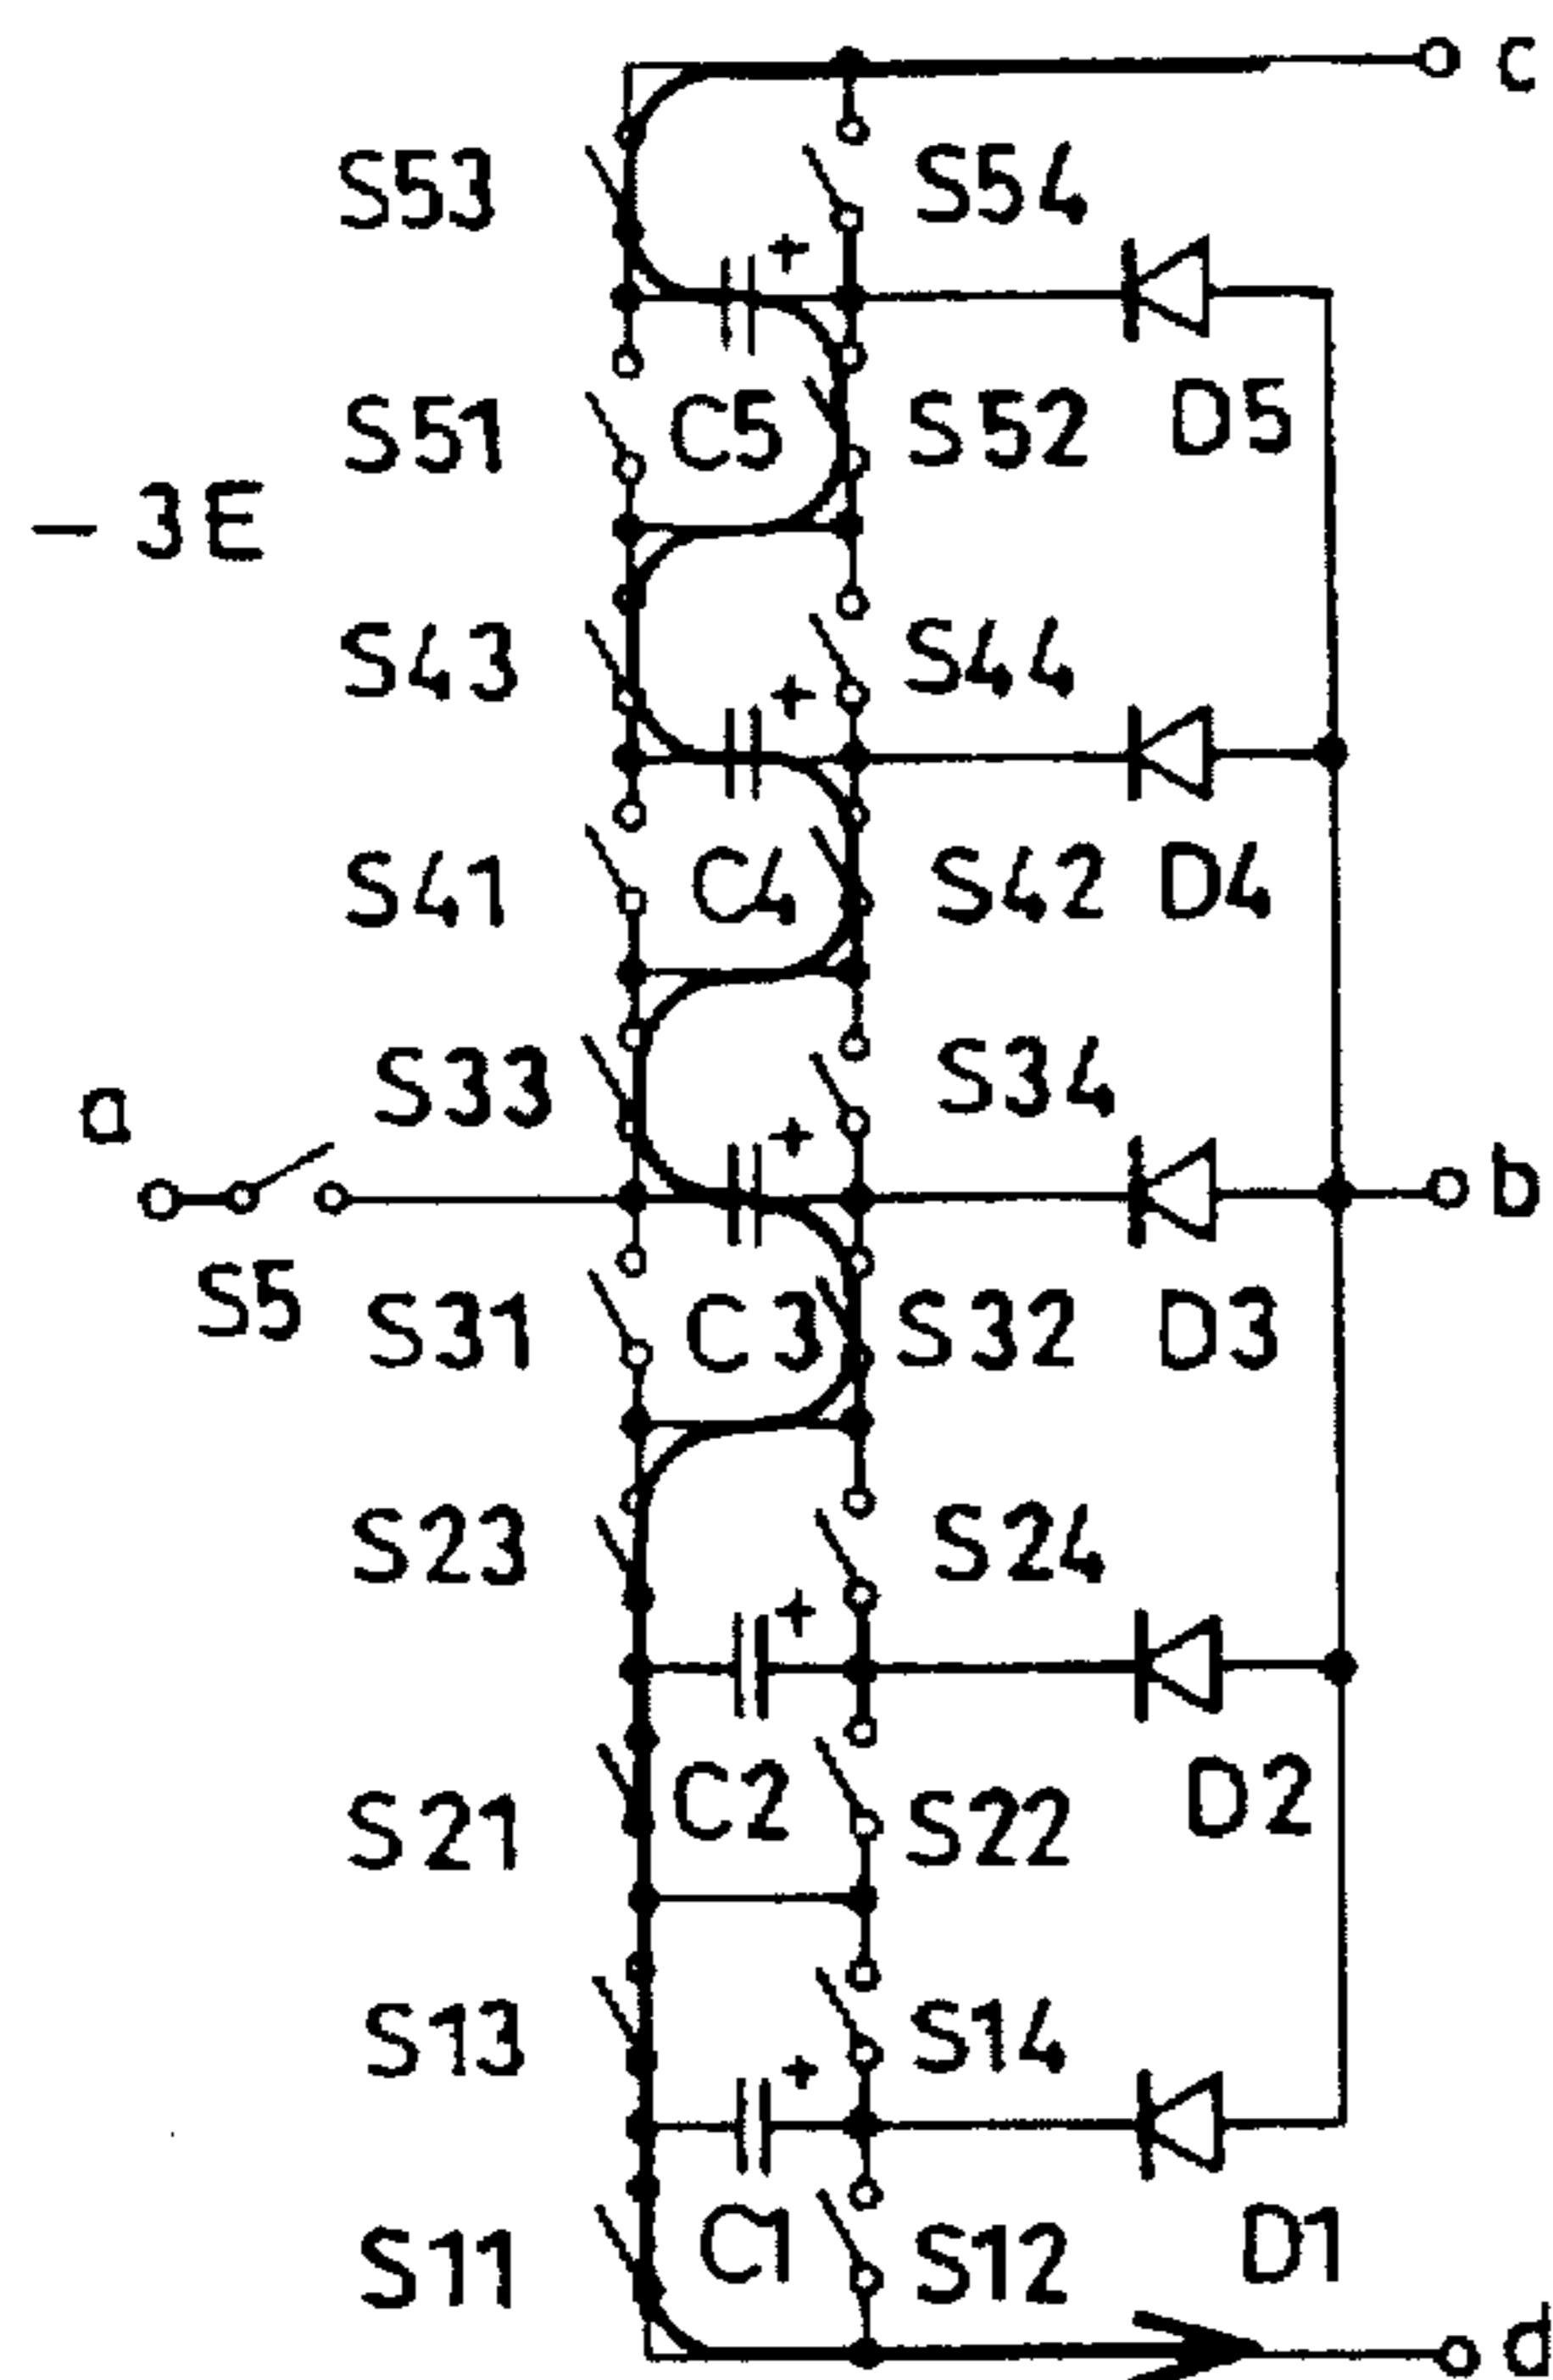 c
S53 S54
+
S51 C5 S52 D5
− 3E
S43 S44
+
S41 C4 S42 D4
S33 S34
a
+
b
S5 S31 C3 S32 D3
S23 S24
+
S21 C2 S22 D2
S13 S14
+
S11 C1 S12 D1
d